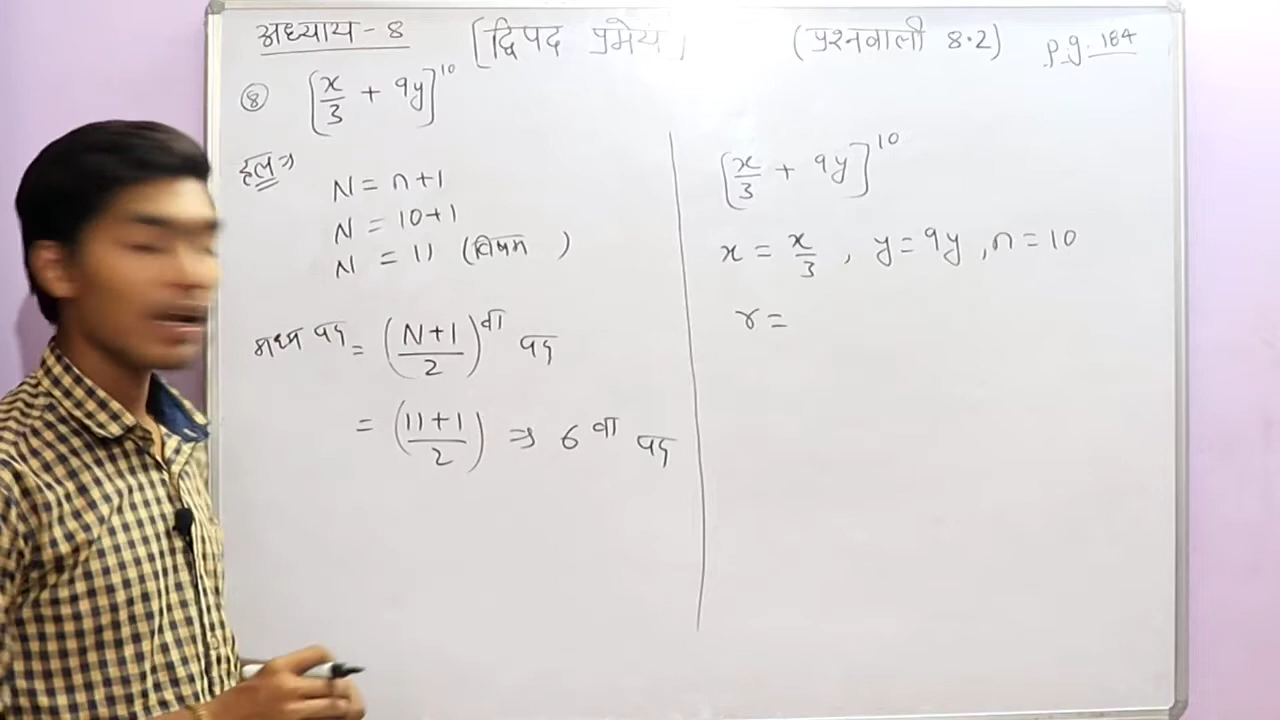 अध्याय - 8 [द्विपद प्रमेय] (प्रश्नवाली 8.2) p.g. 184
⑧ [x/3 + 9y]^10
हल ⇒
N = n+1
N = 10+1
N = 11 (विषम )
मध्य पद = (N+1/2)^वा पद
= (11+1/2) ⇒ 6 वा पद
[x/3 + 9y]^10
x = x/3 , y = 9y , n = 10
r =